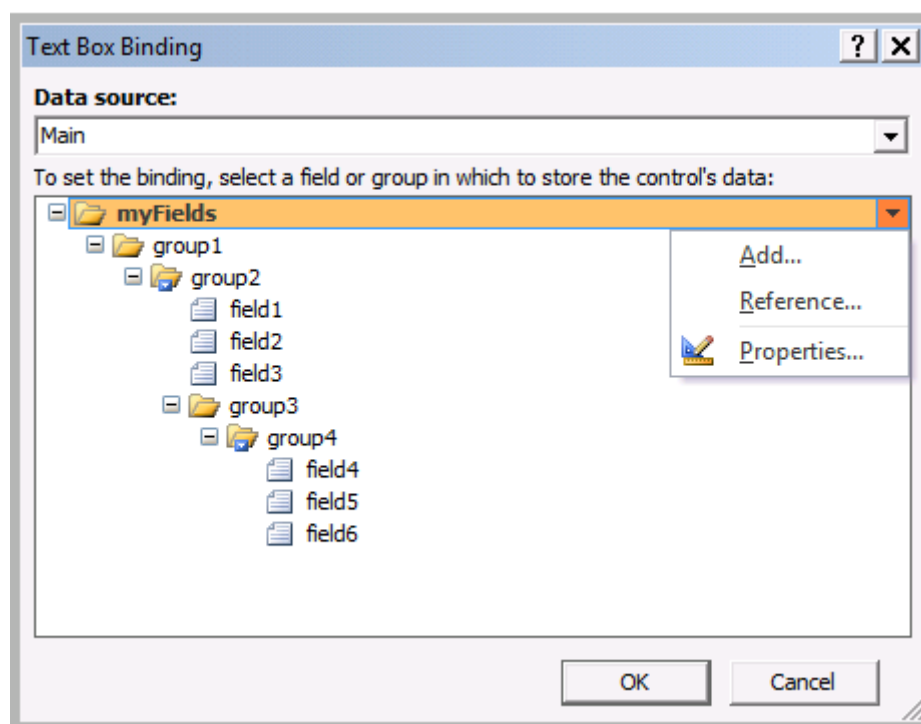 Text Box Binding
Data source:
Main
To set the binding, select a field or group in which to store the control's data:
myFields
group1
Add...
group2
Reference...
field1
field2
Properties...
field3
group3
group4
field4
field5
field6
OK Cancel